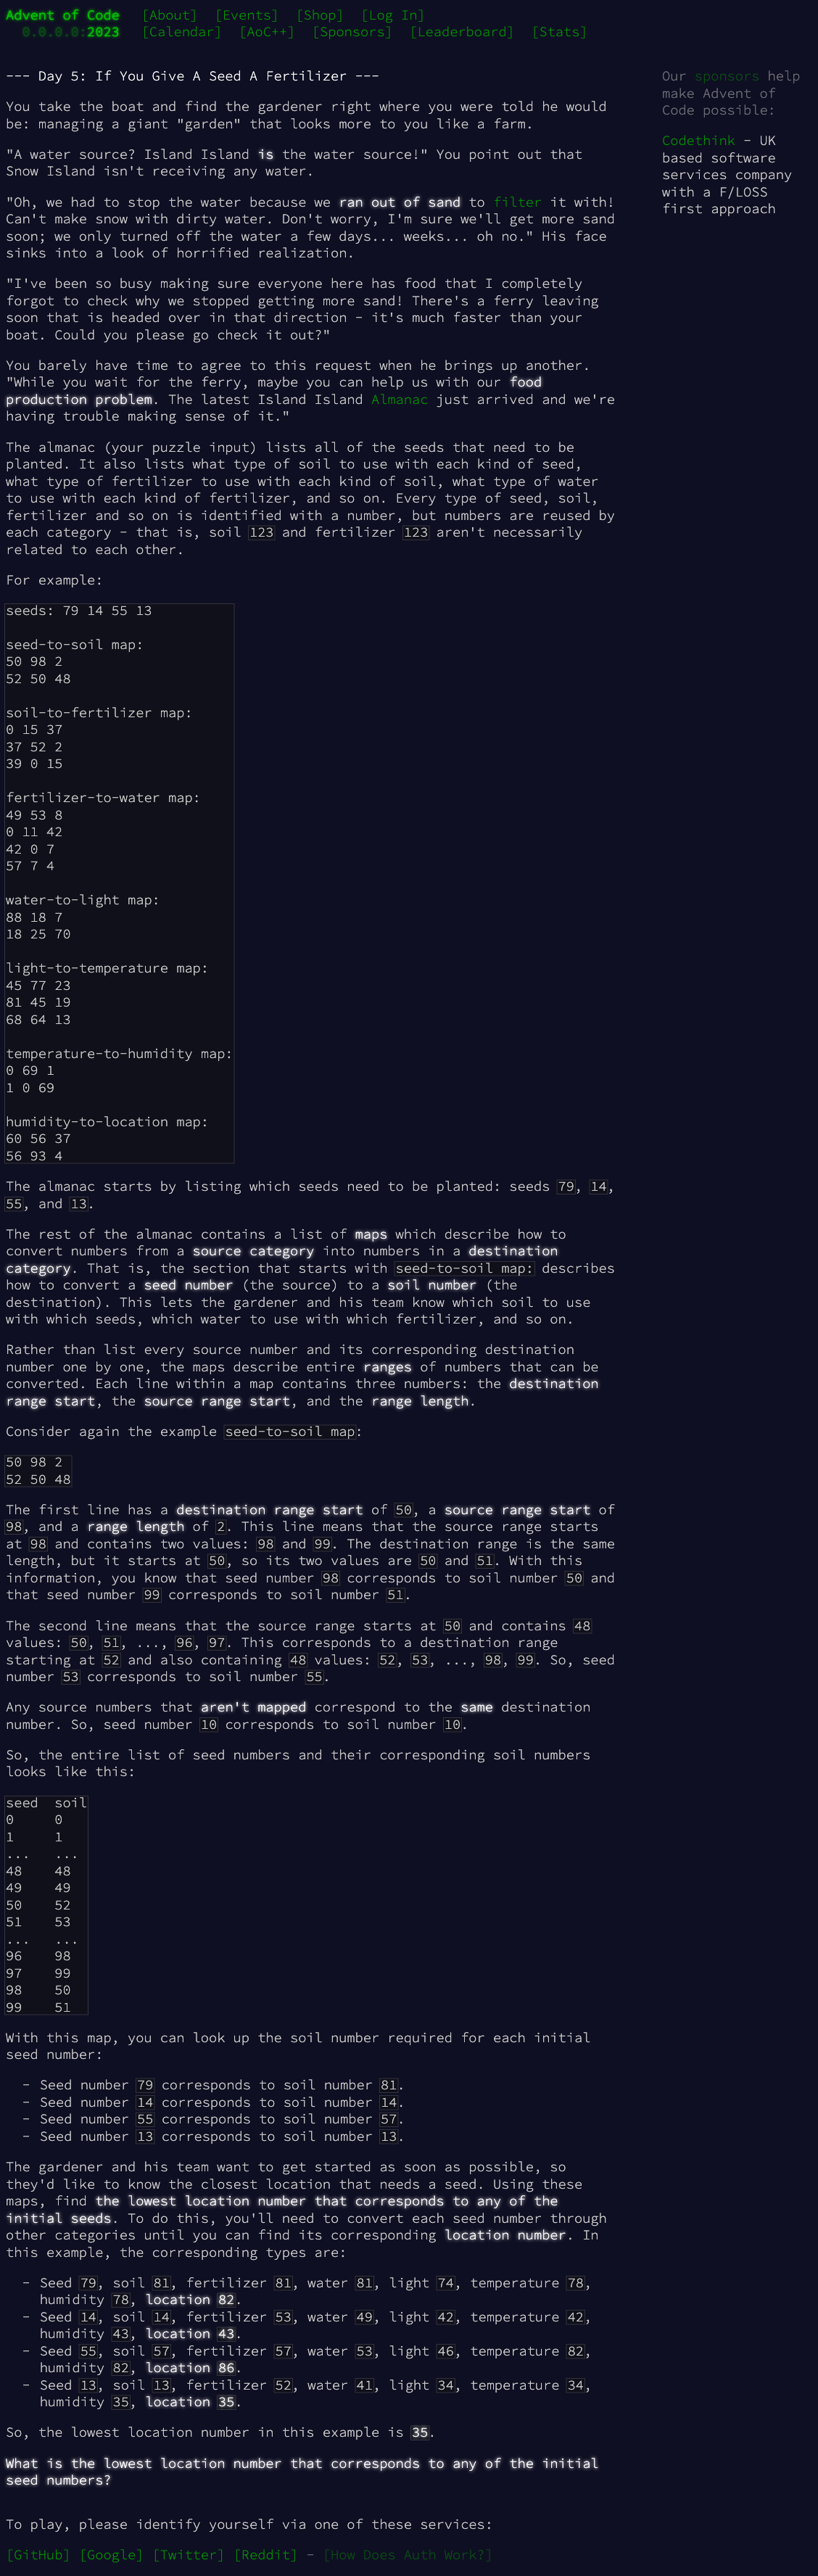 Advent of Code [About] [Events] [Shop] [Log In]
0.0.0.0:2023 [Calendar] [AoC++] [Sponsors] [Leaderboard] [Stats]
Our sponsors help
make Advent of
Code possible:
Codethink - UK
based software
services company
with a F/LOSS
first approach
--- Day 5: If You Give A Seed A Fertilizer ---
You take the boat and find the gardener right where you were told he would
be: managing a giant "garden" that looks more to you like a farm.
"A water source? Island Island is the water source!" You point out that
Snow Island isn't receiving any water.
"Oh, we had to stop the water because we ran out of sand to filter it with!
Can't make snow with dirty water. Don't worry, I'm sure we'll get more sand
soon; we only turned off the water a few days... weeks... oh no." His face
sinks into a look of horrified realization.
"I've been so busy making sure everyone here has food that I completely
forgot to check why we stopped getting more sand! There's a ferry leaving
soon that is headed over in that direction - it's much faster than your
boat. Could you please go check it out?"
You barely have time to agree to this request when he brings up another.
"While you wait for the ferry, maybe you can help us with our food
production problem. The latest Island Island Almanac just arrived and we're
having trouble making sense of it."
The almanac (your puzzle input) lists all of the seeds that need to be
planted. It also lists what type of soil to use with each kind of seed,
what type of fertilizer to use with each kind of soil, what type of water
to use with each kind of fertilizer, and so on. Every type of seed, soil,
fertilizer and so on is identified with a number, but numbers are reused by
each category - that is, soil 123 and fertilizer 123 aren't necessarily
related to each other.
For example:
seeds: 79 14 55 13
seed-to-soil map:
50 98 2
52 50 48
soil-to-fertilizer map:
0 15 37
37 52 2
39 0 15
fertilizer-to-water map:
49 53 8
0 11 42
42 0 7
57 7 4
water-to-light map:
88 18 7
18 25 70
light-to-temperature map:
45 77 23
81 45 19
68 64 13
temperature-to-humidity map:
0 69 1
1 0 69
humidity-to-location map:
60 56 37
56 93 4
The almanac starts by listing which seeds need to be planted: seeds 79, 14,
55, and 13.
The rest of the almanac contains a list of maps which describe how to
convert numbers from a source category into numbers in a destination
category. That is, the section that starts with seed-to-soil map: describes
how to convert a seed number (the source) to a soil number (the
destination). This lets the gardener and his team know which soil to use
with which seeds, which water to use with which fertilizer, and so on.
Rather than list every source number and its corresponding destination
number one by one, the maps describe entire ranges of numbers that can be
converted. Each line within a map contains three numbers: the destination
range start, the source range start, and the range length.
Consider again the example seed-to-soil map:
50 98 2
52 50 48
The first line has a destination range start of 50, a source range start of
98, and a range length of 2. This line means that the source range starts
at 98 and contains two values: 98 and 99. The destination range is the same
length, but it starts at 50, so its two values are 50 and 51. With this
information, you know that seed number 98 corresponds to soil number 50 and
that seed number 99 corresponds to soil number 51.
The second line means that the source range starts at 50 and contains 48
values: 50, 51, ..., 96, 97. This corresponds to a destination range
starting at 52 and also containing 48 values: 52, 53, ..., 98, 99. So, seed
number 53 corresponds to soil number 55.
Any source numbers that aren't mapped correspond to the same destination
number. So, seed number 10 corresponds to soil number 10.
So, the entire list of seed numbers and their corresponding soil numbers
looks like this:
seed soil
0 0
1 1
... ...
48 48
49 49
50 52
51 53
... ...
96 98
97 99
98 50
99 51
With this map, you can look up the soil number required for each initial
seed number:
- Seed number 79 corresponds to soil number 81.
- Seed number 14 corresponds to soil number 14.
- Seed number 55 corresponds to soil number 57.
- Seed number 13 corresponds to soil number 13.
The gardener and his team want to get started as soon as possible, so
they'd like to know the closest location that needs a seed. Using these
maps, find the lowest location number that corresponds to any of the
initial seeds. To do this, you'll need to convert each seed number through
other categories until you can find its corresponding location number. In
this example, the corresponding types are:
- Seed 79, soil 81, fertilizer 81, water 81, light 74, temperature 78,
humidity 78, location 82.
- Seed 14, soil 14, fertilizer 53, water 49, light 42, temperature 42,
humidity 43, location 43.
- Seed 55, soil 57, fertilizer 57, water 53, light 46, temperature 82,
humidity 82, location 86.
- Seed 13, soil 13, fertilizer 52, water 41, light 34, temperature 34,
humidity 35, location 35.
So, the lowest location number in this example is 35.
What is the lowest location number that corresponds to any of the initial
seed numbers?
To play, please identify yourself via one of these services:
[GitHub] [Google] [Twitter] [Reddit] - [How Does Auth Work?]